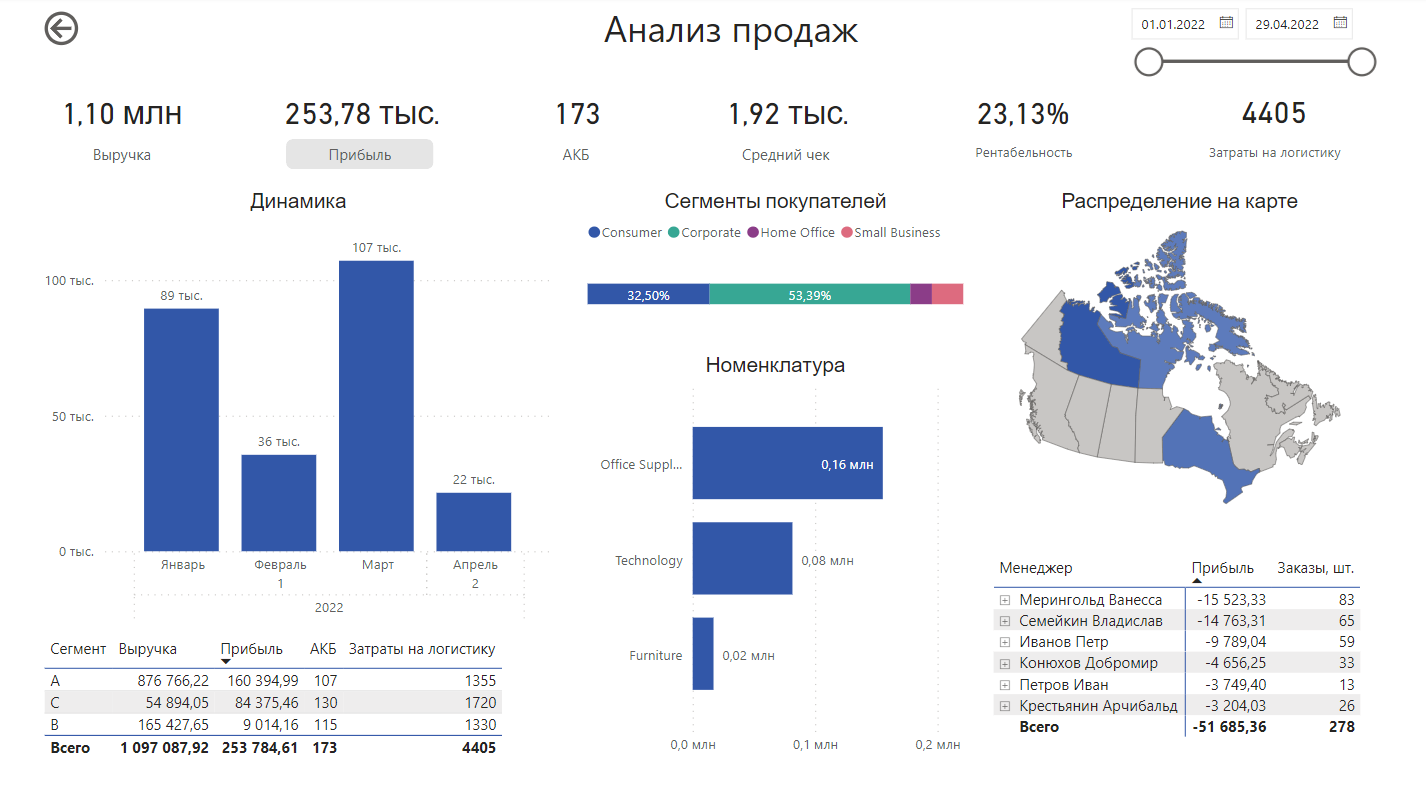 Анализ продаж
01.01.2022 29.04.2022
1,10 млн 253,78 тыс. 173 1,92 тыс. 23,13% 4405
Выручка Прибыль АКБ Средний чек Рентабельность Затраты на логистику
Динамика
107 тыс.
100 тыс.
89 тыс.
50 тыс.
36 тыс.
22 тыс.
0 тыс.
Январь Февраль Март Апрель
1 2
2022
Сегмент Выручка Прибыль АКБ Затраты на логистику
A 876 766,22 160 394,99 107 1355
C 54 894,05 84 375,46 130 1720
B 165 427,65 9 014,16 115 1330
Всего 1 097 087,92 253 784,61 173 4405
Сегменты покупателей
Consumer Corporate Home Office Small Business
32,50% 53,39%
Номенклатура
Office Suppl... 0,16 млн
Technology 0,08 млн
Furniture 0,02 млн
0,0 млн 0,1 млн 0,2 млн
Распределение на карте
Менеджер Прибыль Заказы, шт.
Мерингольд Ванесса -15 523,33 83
Семейкин Владислав -14 763,31 65
Иванов Петр -9 789,04 59
Конюхов Добромир -4 656,25 33
Петров Иван -3 749,40 13
Крестьянин Арчибальд -3 204,03 26
Всего -51 685,36 278